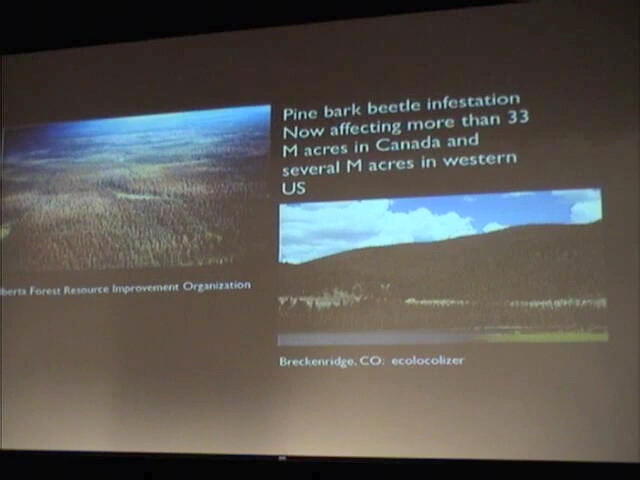 Pine bark beetle infestation
Now affecting more than 33
M acres in Canada and
several M acres in western
US
lberta Forest Resource Improvement Organization
Breckenridge, CO: ecolocolizer